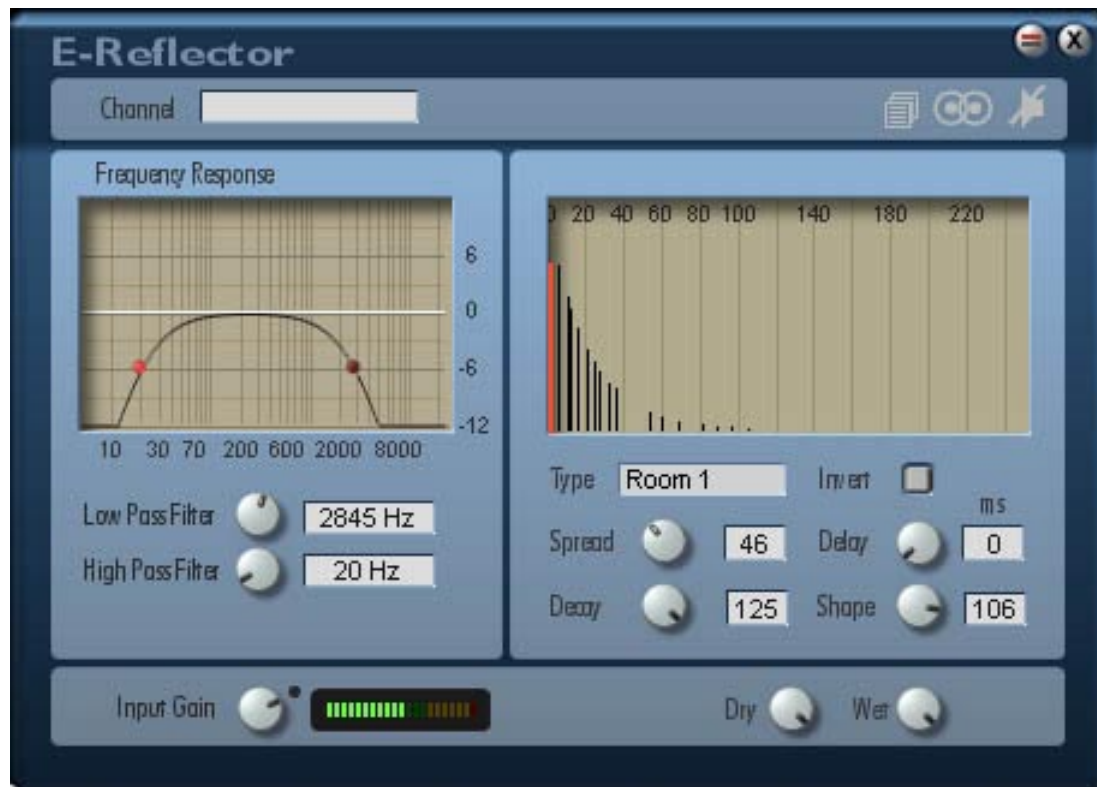 E-Reflector
Channel
Frequency Response
6
0
-6
-12
10 30 70 200 600 2000 8000
Low Pass Filter 2845 Hz
High Pass Filter 20 Hz
0 20 40 60 80 100 140 180 220
Type Room 1 Invert
ms
Spread 46 Delay 0
Decay 125 Shape 106
Input Gain Dry Wet